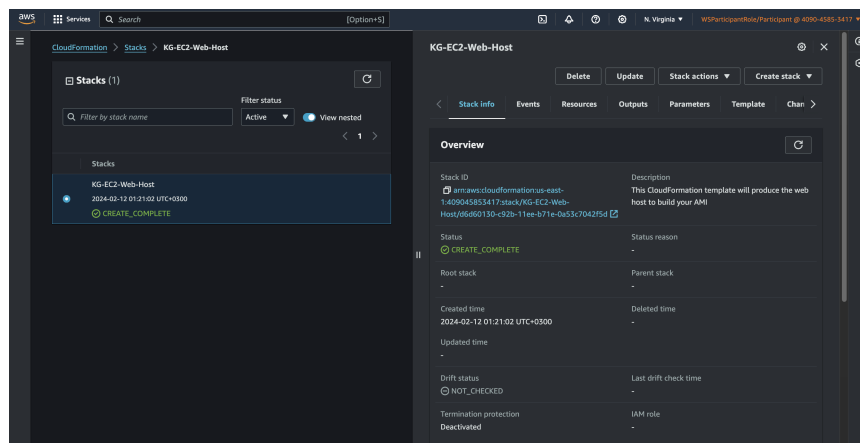 aws
Services
Search
[Option+S]
N. Virginia
WSParticipantRole/Participant @ 4090-4585-3417
CloudFormation > Stacks > KG-EC2-Web-Host
Stacks (1)
Filter by stack name
Filter status
Active
View nested
1
Stacks
KG-EC2-Web-Host
2024-02-12 01:21:02 UTC+0300
CREATE_COMPLETE
KG-EC2-Web-Host
Delete
Update
Stack actions
Create stack
Stack info
Events
Resources
Outputs
Parameters
Template
Chan
Overview
Stack ID
arn:aws:cloudformation:us-east-
1:409045853417:stack/KG-EC2-Web-
Host/d6d60130-c92b-11ee-b71e-0a53c7042f5d
Description
This CloudFormation template will produce the web
host to build your AMI
Status
CREATE_COMPLETE
Status reason
-
Root stack
-
Parent stack
-
Created time
2024-02-12 01:21:02 UTC+0300
Deleted time
-
Updated time
-
Drift status
NOT_CHECKED
Last drift check time
-
Termination protection
Deactivated
IAM role
-